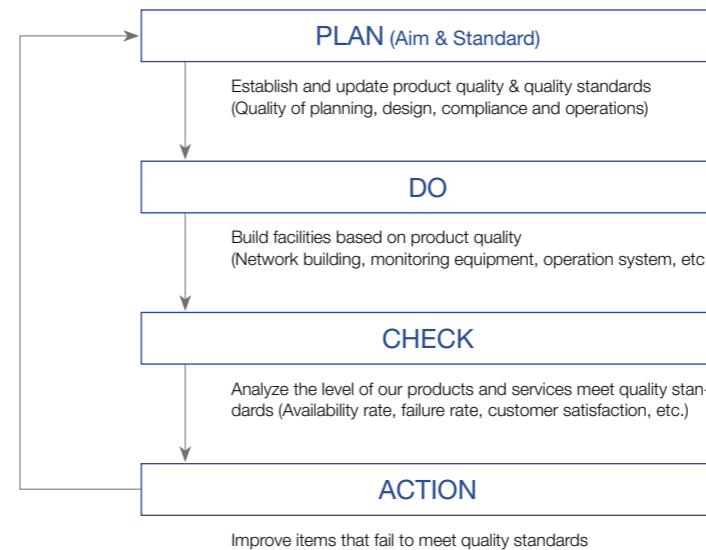 PLAN (Aim & Standard)
Establish and update product quality & quality standards
(Quality of planning, design, compliance and operations)
DO
Build facilities based on product quality
(Network building, monitoring equipment, operation system, etc
CHECK
Analyze the level of our products and services meet quality stan-
dards (Availability rate, failure rate, customer satisfaction, etc.)
ACTION
Improve items that fail to meet quality standards